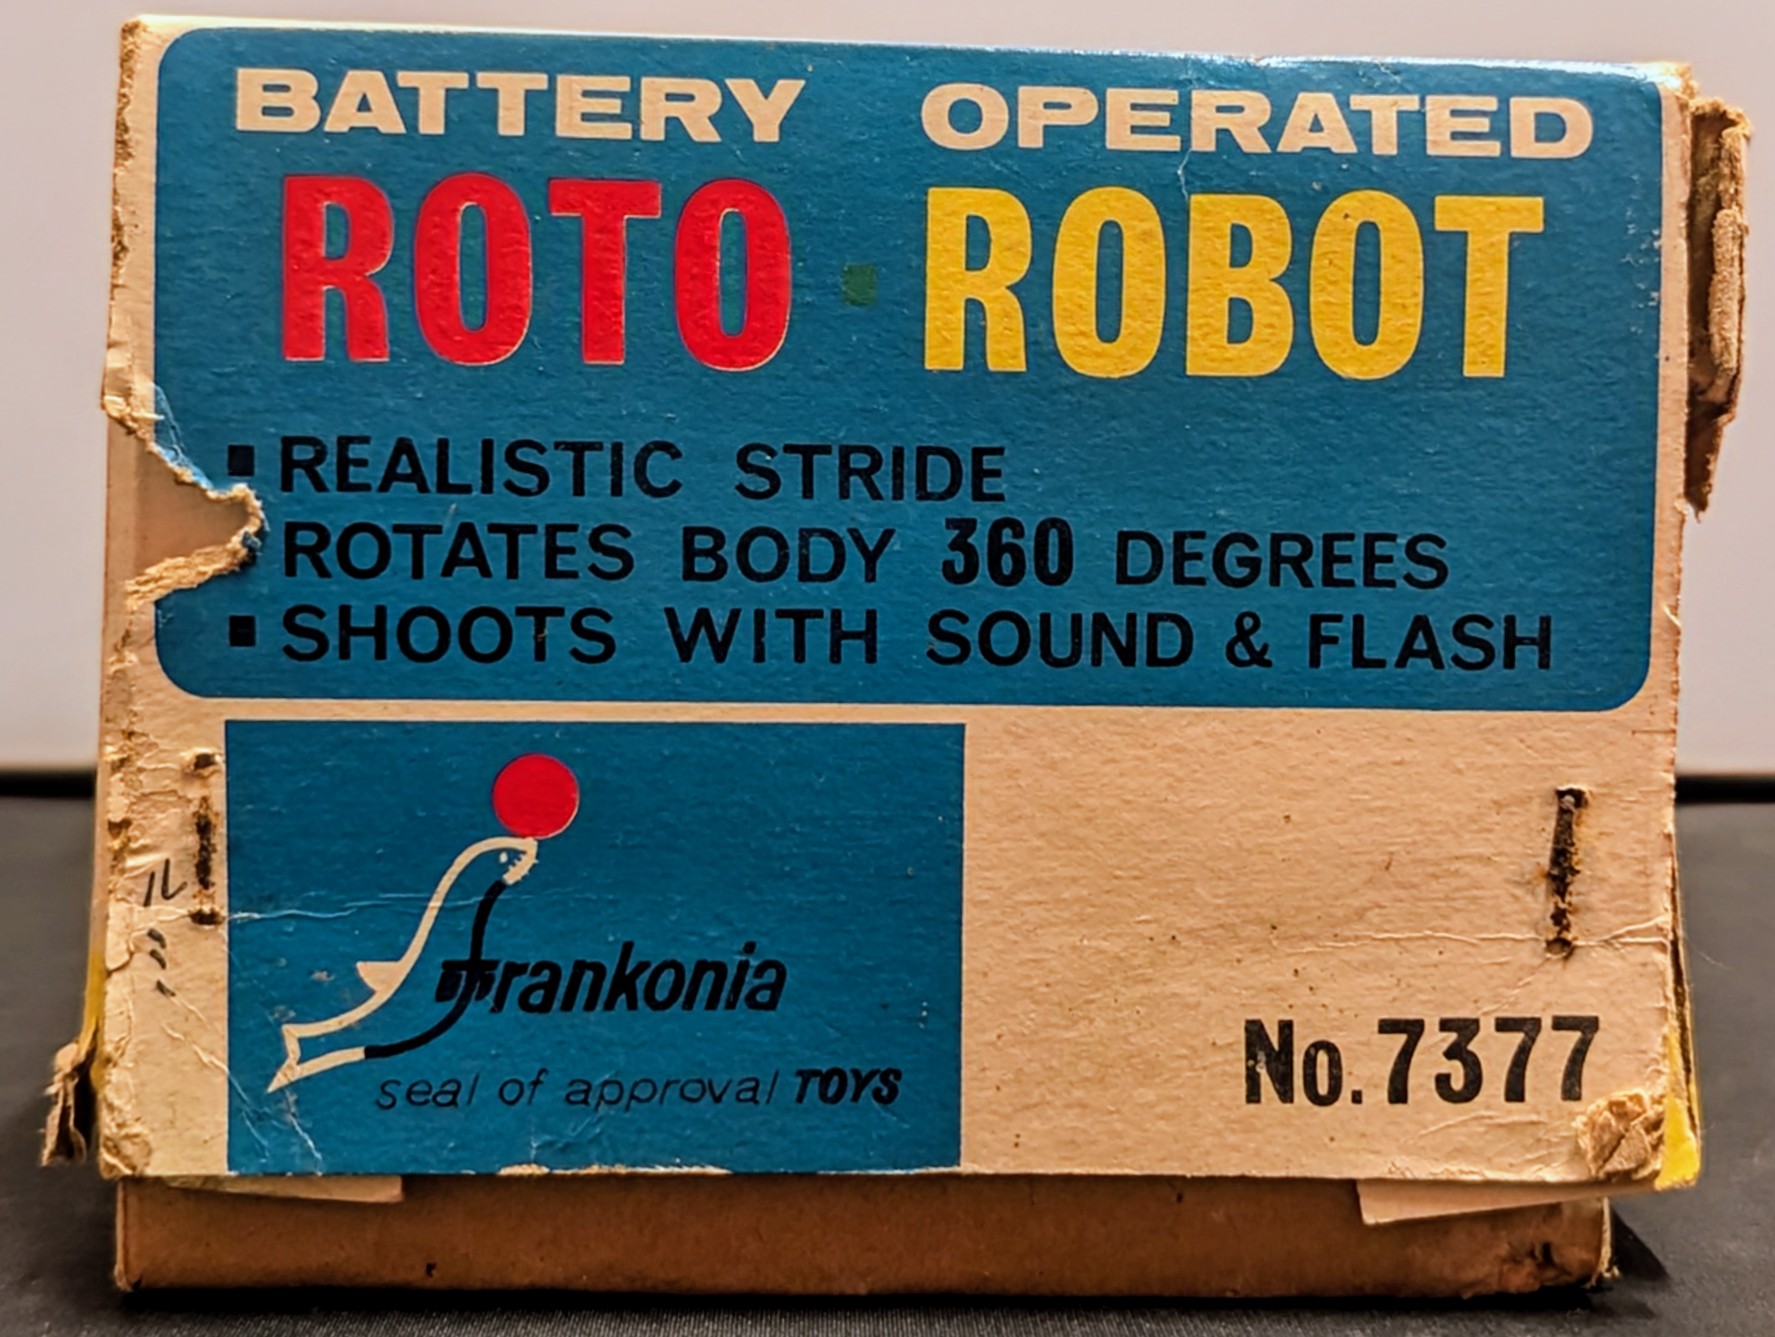 BATTERY OPERATED
ROTO · ROBOT
▪ REALISTIC STRIDE
ROTATES BODY 360 DEGREES
▪ SHOOTS WITH SOUND & FLASH
frankonia
seal of approval TOYS
No. 7377